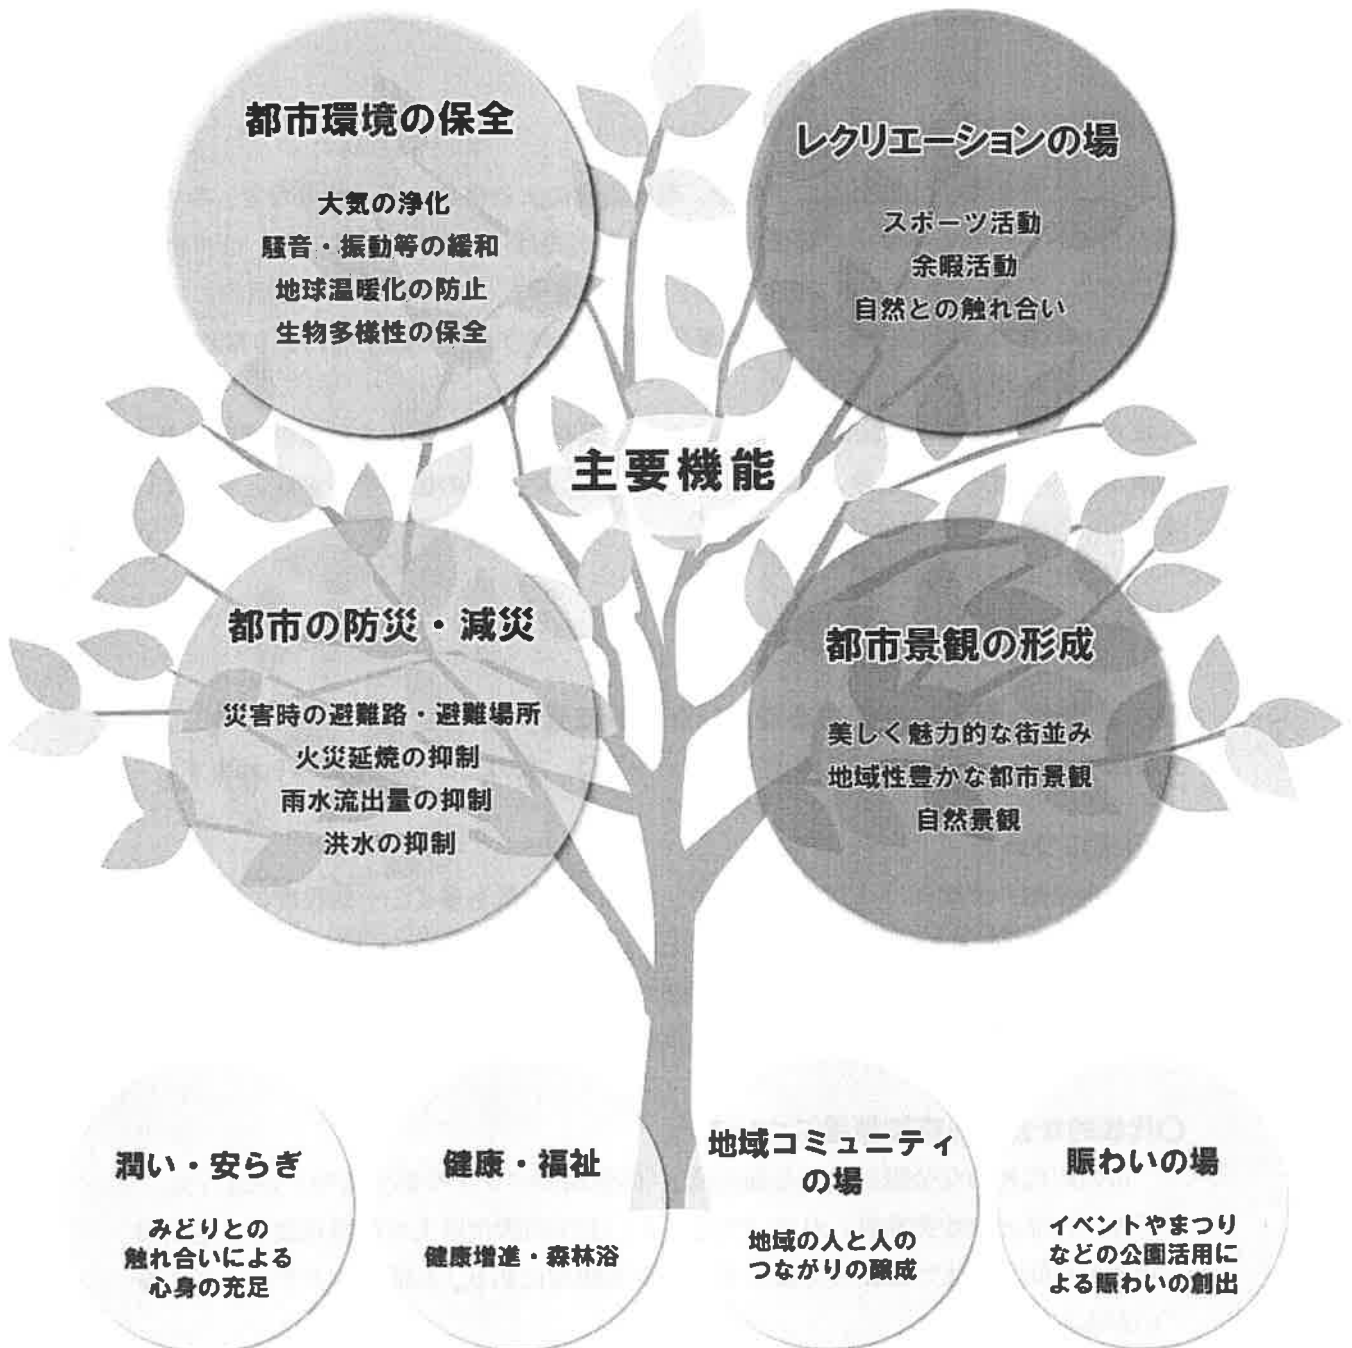 都市環境の保全
大気の浄化
騒音・振動等の緩和
地球温暖化の防止
生物多様性の保全
レクリエーションの場
スポーツ活動
余暇活動
自然との触れ合い
主要機能
都市の防災・減災
災害時の避難路・避難場所
火災延焼の抑制
雨水流出量の抑制
洪水の抑制
都市景観の形成
美しく魅力的な街並み
地域性豊かな都市景観
自然景観
潤い・安らぎ
みどりとの
触れ合いによる
心身の充足
健康・福祉
健康増進・森林浴
地域コミュニティ
の場
地域の人と人の
つながりの醸成
賑わいの場
イベントやまつり
などの公園活用に
よる賑わいの創出